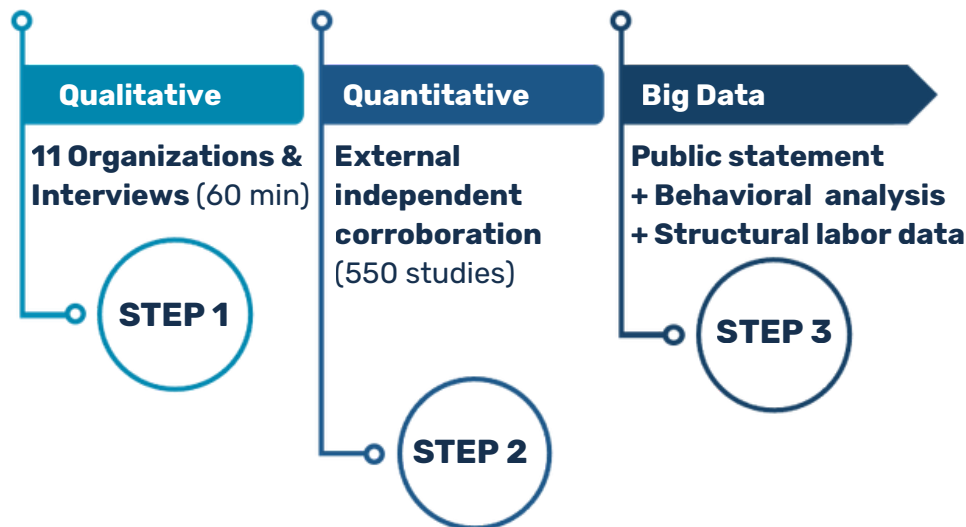 Qualitative
11 Organizations &
Interviews (60 min)
STEP 1
Quantitative
External
independent
corroboration
(550 studies)
STEP 2
Big Data
Public statement
+ Behavioral analysis
+ Structural labor data
STEP 3